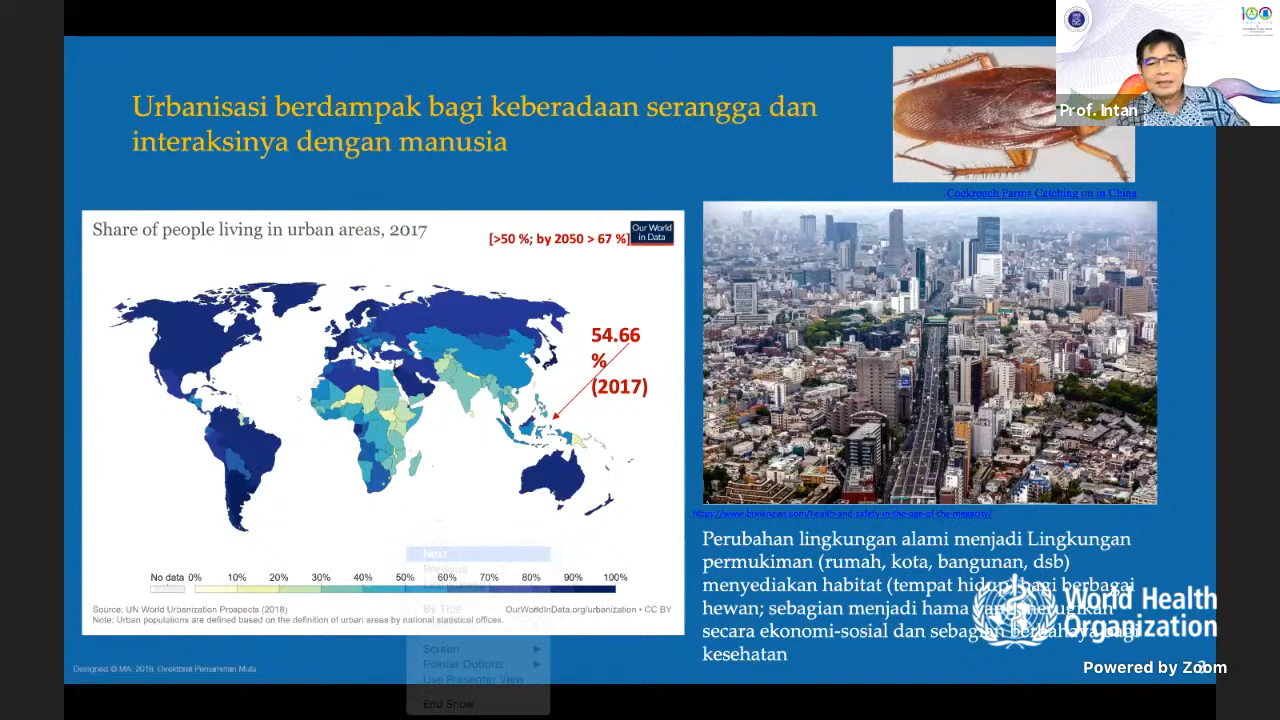 Urbanisasi berdampak bagi keberadaan serangga dan
interaksinya dengan manusia
100
Prof. Intan
Cockroach Farms Catching on in China
Share of people living in urban areas, 2017
[>50 %; by 2050 > 67 %]
Our World
in Data
54.66
%
(2017)
No data 0% 10% 20% 30% 40% 50% 60% 70% 80% 90% 100%
Source: UN World Urbanization Prospects (2018)
OurWorldInData.org/urbanization • CC BY
Note: Urban populations are defined based on the definition of urban areas by national statistical offices.
https://www.brinknews.com/health-and-safety-in-the-age-of-the-megacity/
Perubahan lingkungan alami menjadi Lingkungan
permukiman (rumah, kota, bangunan, dsb)
menyediakan habitat (tempat hidup) bagi berbagai
hewan; sebagian menjadi hama yang merugikan
secara ekonomi-sosial dan sebagian berbahaya bagi
kesehatan
World Health
Organization
Next
Previous
By Title
Screen
Pointer Options
Use Presenter View
End Show
Designed © MA, 2018, Direktorat Penjaminan Mutu
Powered by Zoom